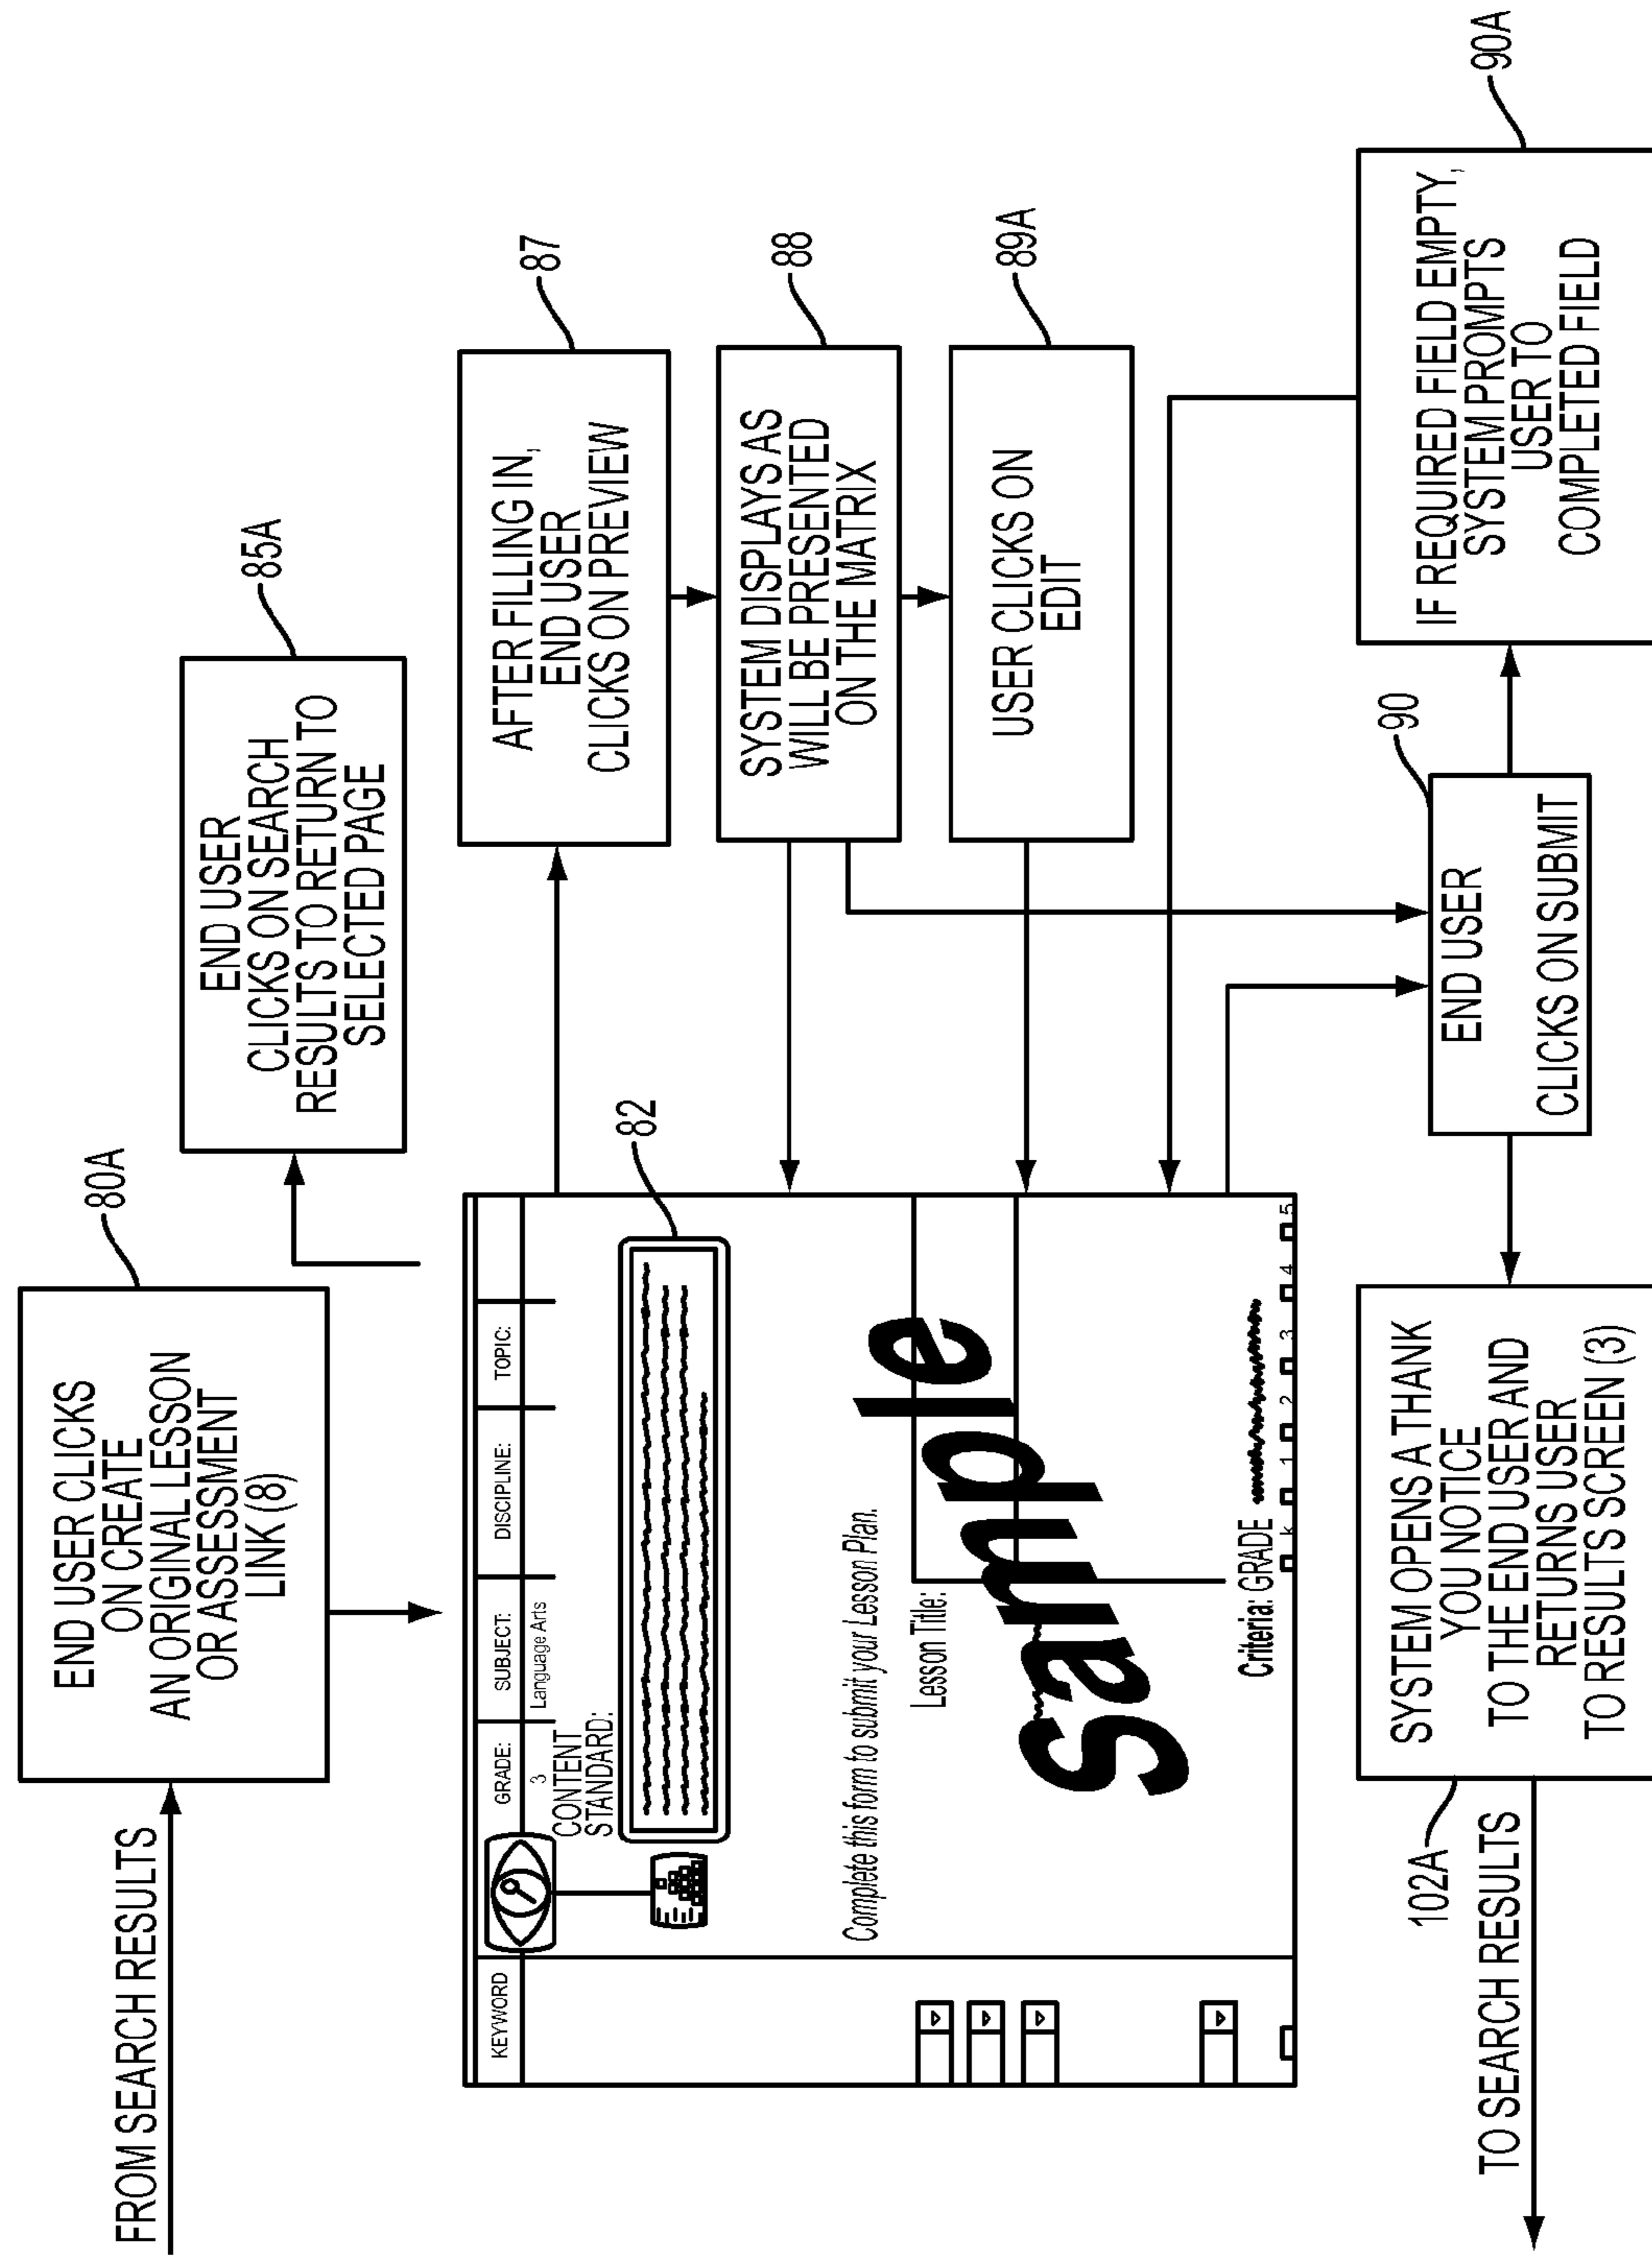 FROM SEARCH RESULTS
END USER CLICKS
ON CREATE
AN ORIGINAL LESSON
OR ASSESSMENT
LINK (8)
80A
END USER
CLICKS ON SEARCH
RESULTS TO RETURN TO
SELECTED PAGE
85A
KEYWORD
GRADE:
SUBJECT:
DISCIPLINE:
TOPIC:
3
Language Arts
CONTENT
STANDARD:
82
Complete this form to submit your Lesson Plan.
Lesson Title:
Sample
Criteria: GRADE
k 1 2 3 4 5
AFTER FILLING IN,
END USER
CLICKS ON PREVIEW
87
SYSTEM DISPLAYS AS
WILL BE PRESENTED
ON THE MATRIX
88
USER CLICKS ON
EDIT
89A
SYSTEM OPENS A THANK
YOU NOTICE
TO THE END USER AND
RETURNS USER
TO RESULTS SCREEN (3)
102A
TO SEARCH RESULTS
END USER
CLICKS ON SUBMIT
90
IF REQUIRED FIELD EMPTY,
SYSTEM PROMPTS
USER TO
COMPLETED FIELD
90A